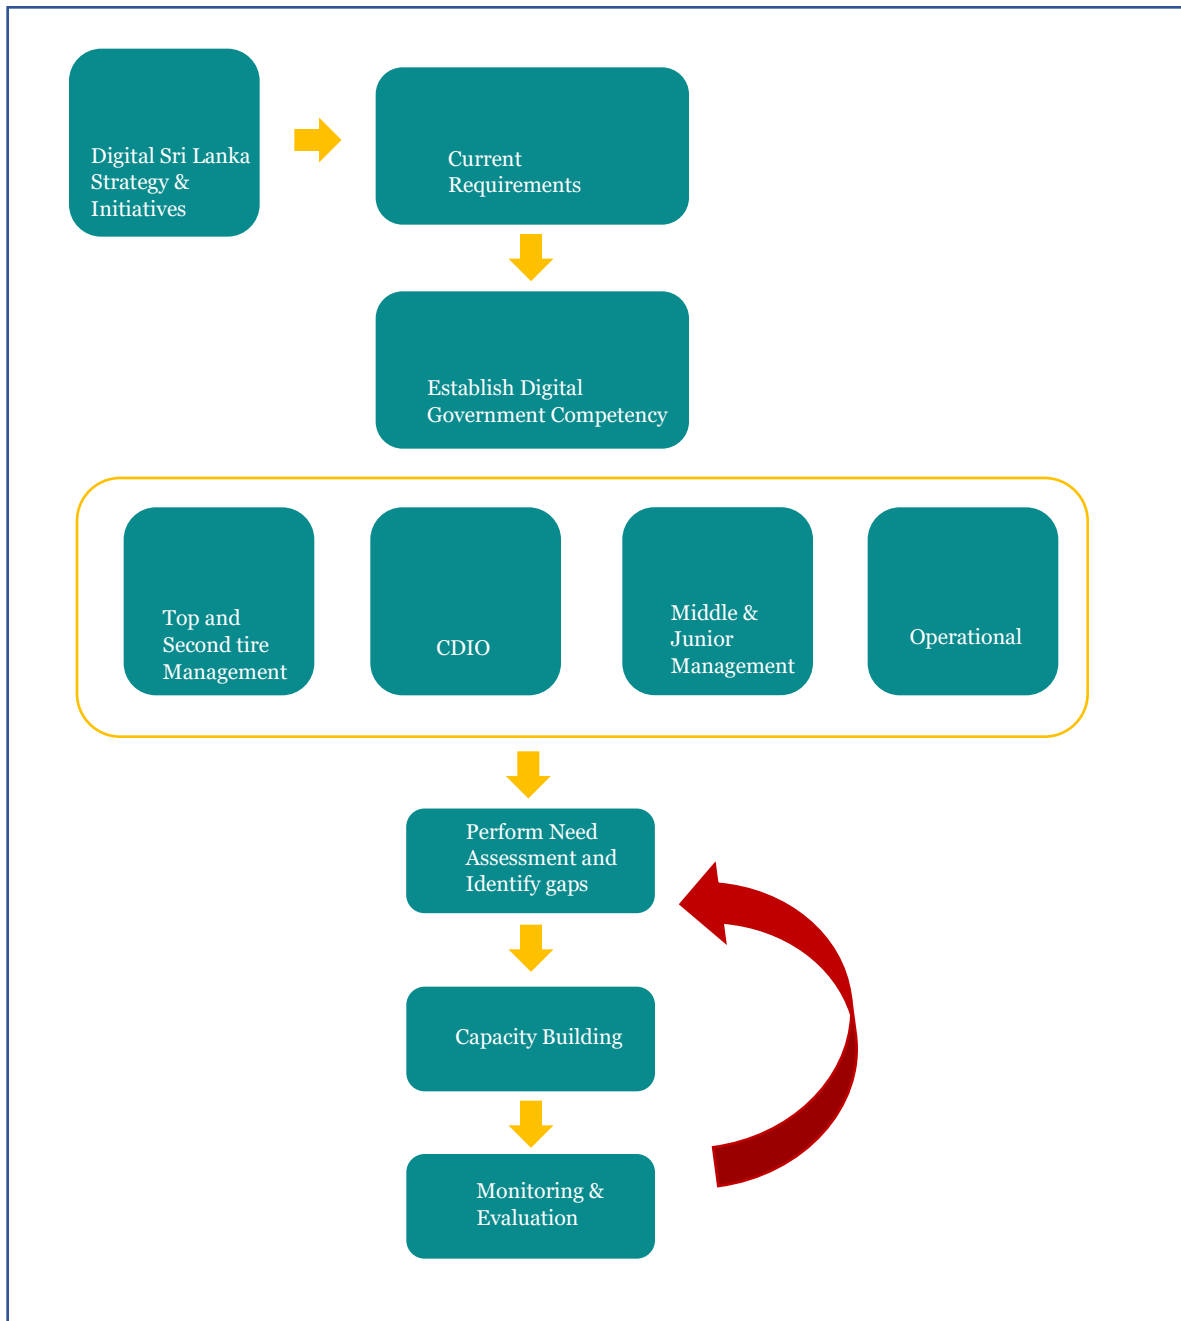 Digital Sri Lanka
Strategy &
Initiatives
Current
Requirements
Establish Digital
Government Competency
Top and
Second tire
Management
CDIO
Middle &
Junior
Management
Operational
Perform Need
Assessment and
Identify gaps
Capacity Building
Monitoring &
Evaluation